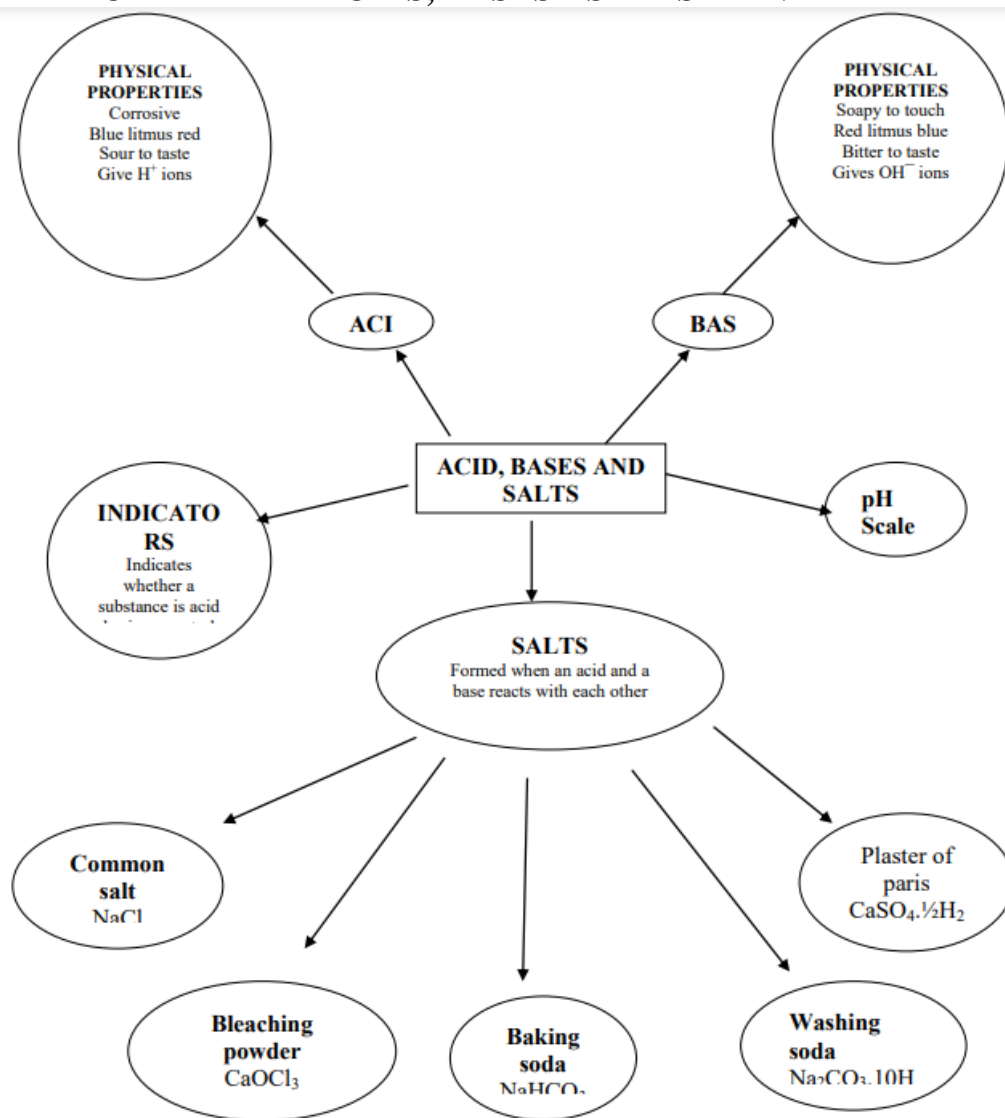 PHYSICAL
PROPERTIES
Corrosive
Blue litmus red
Sour to taste
Give H⁺ ions
PHYSICAL
PROPERTIES
Soapy to touch
Red litmus blue
Bitter to taste
Gives OH⁻ ions
ACI
BAS
ACID, BASES AND
SALTS
INDICATO
RS
Indicates
whether a
substance is acid
pH
Scale
SALTS
Formed when an acid and a
base reacts with each other
Common
salt
NaCl
Plaster of
paris
CaSO₄.½H₂
Bleaching
powder
CaOCl₃
Baking
soda
NaHCO₃
Washing
soda
Na₂CO₃.10H